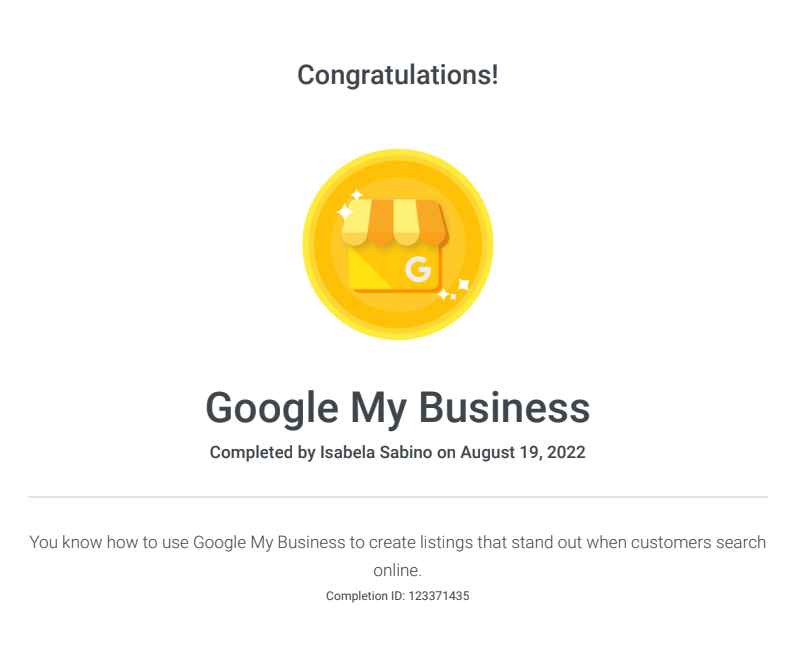 Congratulations!
G
Google My Business
Completed by Isabela Sabino on August 19, 2022
You know how to use Google My Business to create listings that stand out when customers search
online.
Completion ID: 123371435